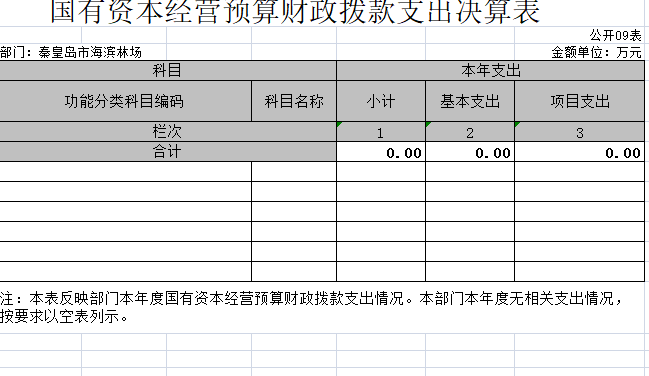 国有资本经营预算财政拨款支出决算表
公开09表
部门：秦皇岛市海滨林场 金额单位：万元
科目 本年支出
功能分类科目编码 科目名称 小计 基本支出 项目支出
栏次 1 2 3
合计 0.00 0.00 0.00
注：本表反映部门本年度国有资本经营预算财政拨款支出情况。本部门本年度无相关支出情况，
按要求以空表列示。